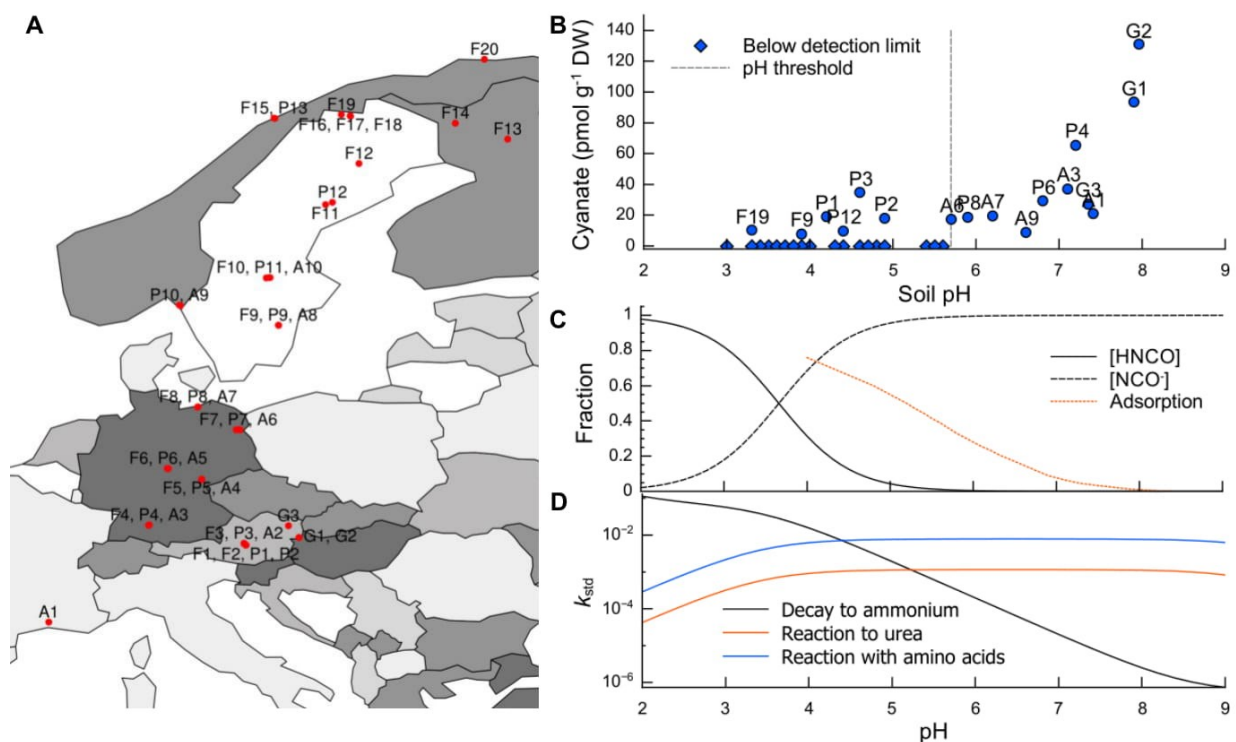 A
F20
F15, P13
F19
F16, F17, F18
F14
F13
F12
P12
F11
F10, P11, A10
P10, A9
F9, P9, A8
F8, P8, A7
F7, P7, A6
F6, P6, A5
F5, P5, A4
F4, P4, A3
G3
F3, P3, A2
G1, G2
F1, F2, P1, P2
A1
B
Cyanate (pmol g⁻¹ DW)
140
120
100
80
60
40
20
0
Below detection limit
pH threshold
G2
G1
P4
A3
P6
G3
A1
P3
P1
P2
F19
F9
P12
A6
P8
A7
A9
2 3 4 5 6 7 8 9
Soil pH
C
Fraction
1
0.8
0.6
0.4
0.2
0
[HNCO]
[NCO⁻]
Adsorption
D
kstd
10⁻²
10⁻⁴
10⁻⁶
Decay to ammonium
Reaction to urea
Reaction with amino acids
2 3 4 5 6 7 8 9
pH